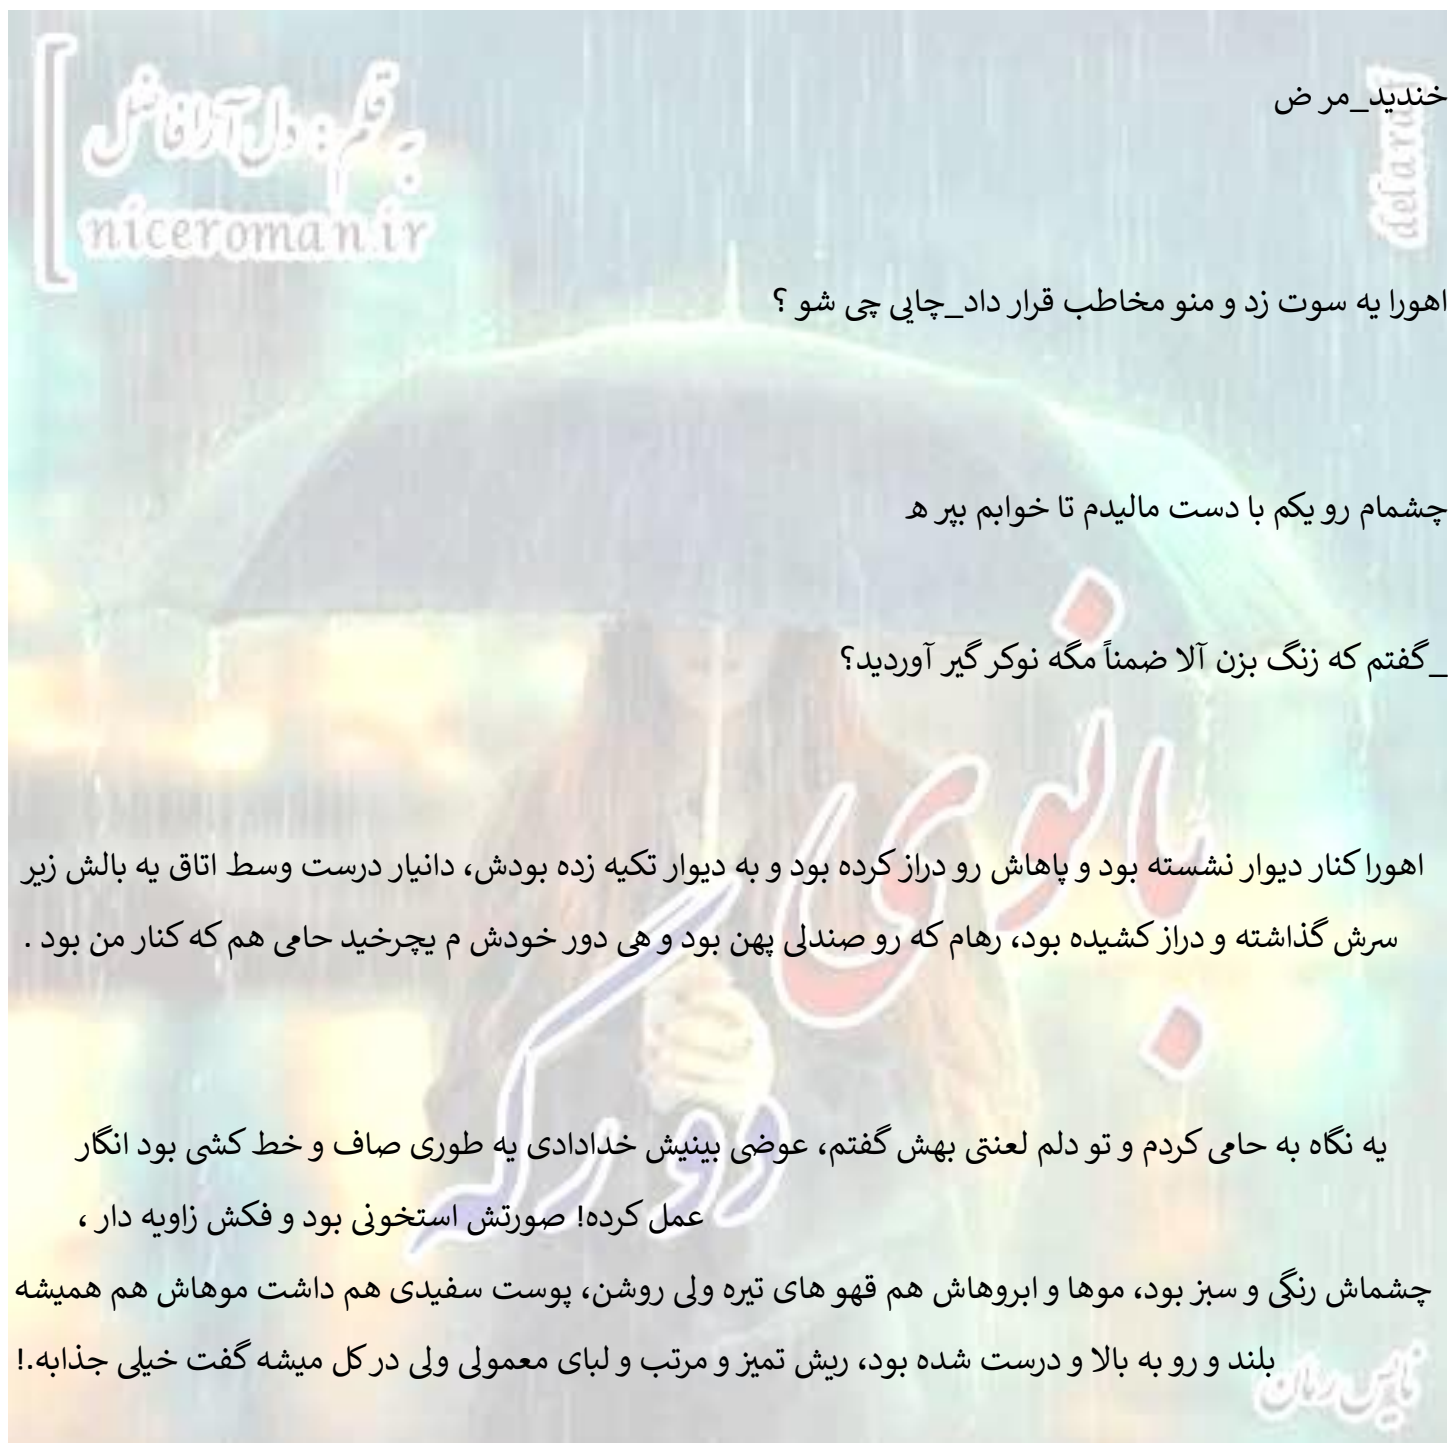 به قلم: دل آرا فاضل
niceroman.ir
delaraf
خندید_مر ض
اهورا یه سوت زد و منو مخاطب قرار داد_چایی چی شو ؟
چشمام رو یکم با دست مالیدم تا خوابم بپر ه
_گفتم که زنگ بزن آلا ضمناً مگه نوکر گیر آوردید؟
اهورا کنار دیوار نشسته بود و پاهاش رو دراز کرده بود و به دیوار تکیه زده بودش، دانیار درست وسط اتاق یه بالش زیر
سرش گذاشته و دراز کشیده بود، رهام که رو صندلی پهن بود و هی دور خودش م یچرخید حامی هم که کنار من بود .
یه نگاه به حامی کردم و تو دلم لعنتی بهش گفتم، عوضی بینیش خدادادی یه طوری صاف و خط کشی بود انگار
عمل کرده! صورتش استخونی بود و فکش زاویه دار ،
چشماش رنگی و سبز بود، موها و ابروهاش هم قهو های تیره ولی روشن، پوست سفیدی هم داشت موهاش هم همیشه
بلند و رو به بالا و درست شده بود، ریش تمیز و مرتب و لبای معمولی ولی در کل میشه گفت خیلی جذابه.!
بانوی
دورگه
نایس رمان